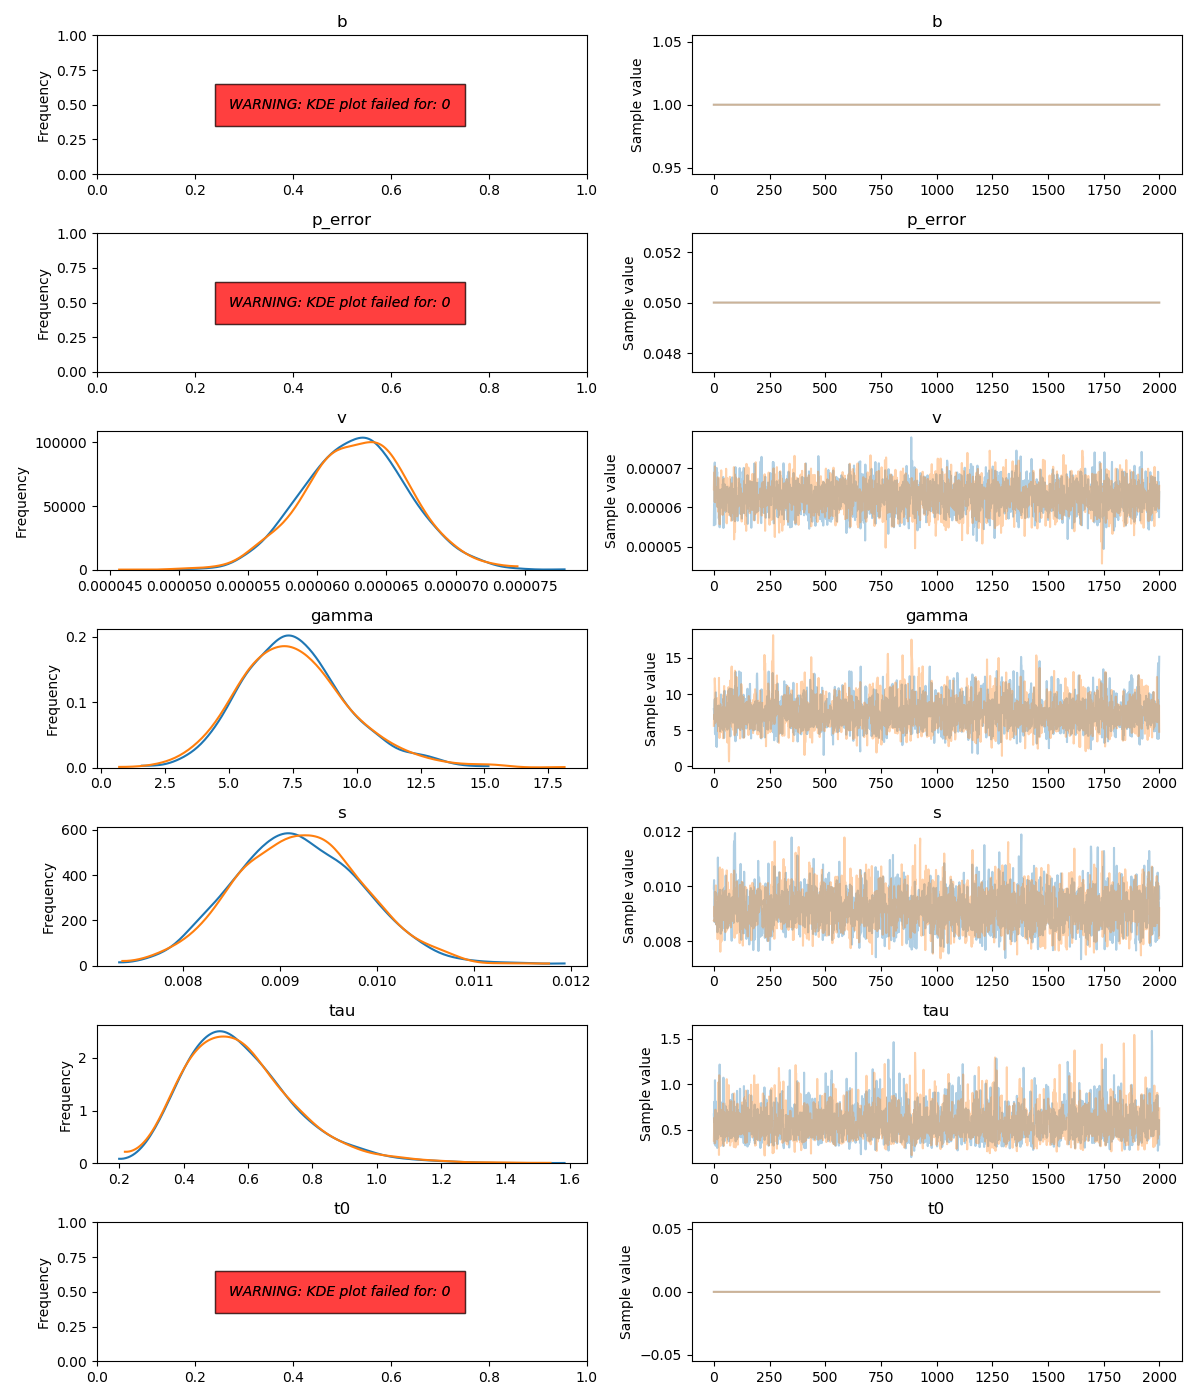 b
1.00
0.75
0.50
0.25
0.00
Frequency
WARNING: KDE plot failed for: 0
0.0 0.2 0.4 0.6 0.8 1.0
b
1.05
1.00
0.95
Sample value
0 250 500 750 1000 1250 1500 1750 2000
p_error
1.00
0.75
0.50
0.25
0.00
Frequency
WARNING: KDE plot failed for: 0
0.0 0.2 0.4 0.6 0.8 1.0
p_error
0.052
0.050
0.048
Sample value
0 250 500 750 1000 1250 1500 1750 2000
v
100000
50000
0
Frequency
0.000045 0.000050 0.000055 0.000060 0.000065 0.000070 0.000075
v
0.00007
0.00006
0.00005
Sample value
0 250 500 750 1000 1250 1500 1750 2000
gamma
0.2
0.1
0.0
Frequency
0.0 2.5 5.0 7.5 10.0 12.5 15.0 17.5
gamma
15
10
5
0
Sample value
0 250 500 750 1000 1250 1500 1750 2000
s
600
400
200
0
Frequency
0.008 0.009 0.010 0.011 0.012
s
0.012
0.010
0.008
Sample value
0 250 500 750 1000 1250 1500 1750 2000
tau
2
1
0
Frequency
0.2 0.4 0.6 0.8 1.0 1.2 1.4 1.6
tau
1.5
1.0
0.5
Sample value
0 250 500 750 1000 1250 1500 1750 2000
t0
1.00
0.75
0.50
0.25
0.00
Frequency
WARNING: KDE plot failed for: 0
0.0 0.2 0.4 0.6 0.8 1.0
t0
0.05
0.00
−0.05
Sample value
0 250 500 750 1000 1250 1500 1750 2000